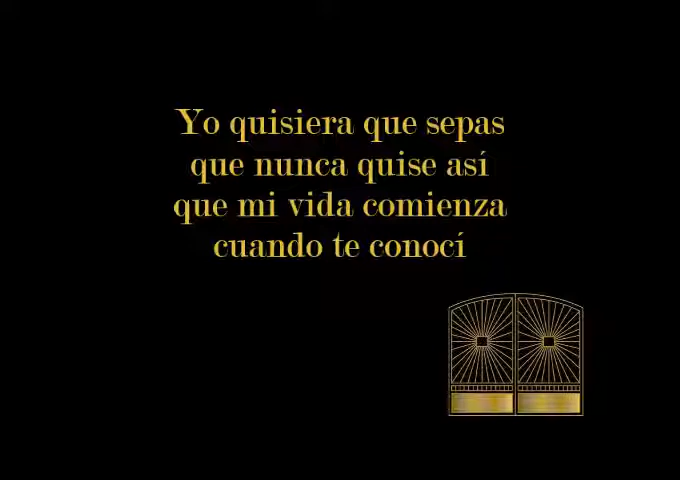 Yo quisiera que sepas
que nunca quise así
que mi vida comienza
cuando te conocí